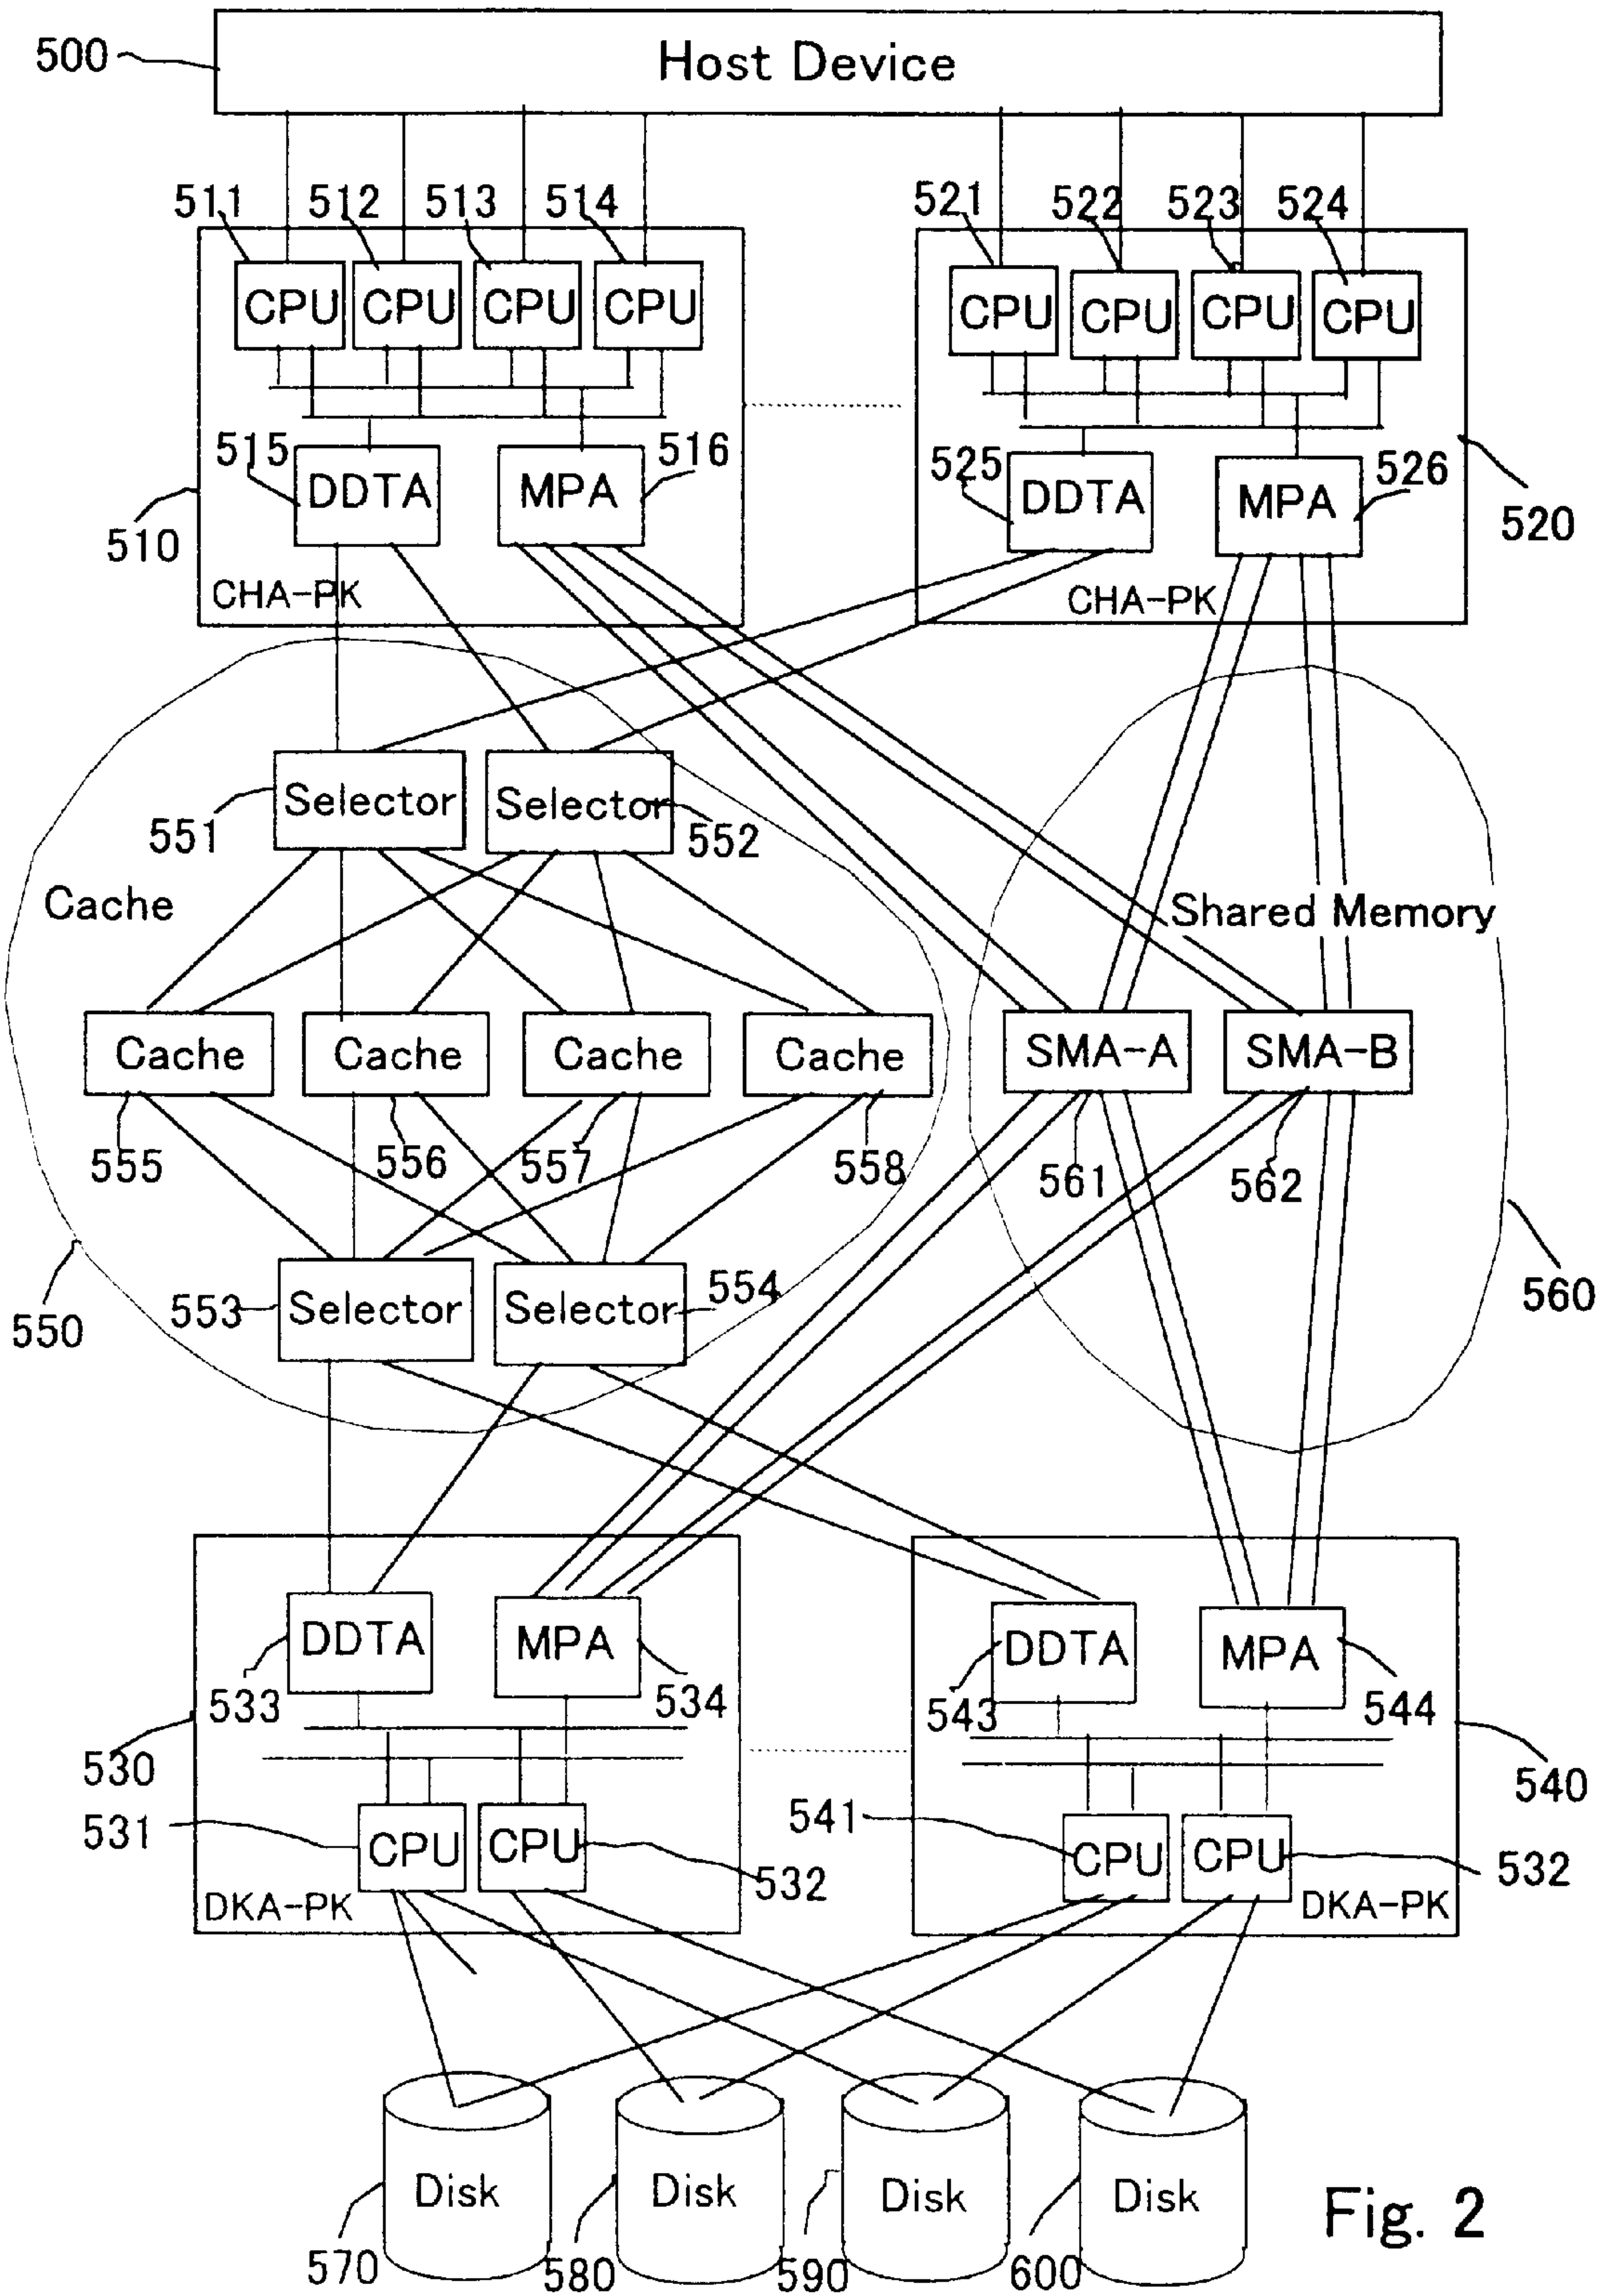 500
Host Device
511
512
513
514
521
522
523
524
CPU
CPU
CPU
CPU
CPU
CPU
CPU
CPU
515
DDTA
MPA
516
525
DDTA
MPA
526
510
520
CHA-PK
CHA-PK
Selector
551
Selector
552
Cache
Shared Memory
Cache
Cache
Cache
Cache
SMA-A
SMA-B
555
556
557
558
561
562
550
553
Selector
Selector
554
560
DDTA
MPA
DDTA
MPA
533
534
543
544
530
540
531
CPU
CPU
532
541
CPU
CPU
532
DKA-PK
DKA-PK
Disk
Disk
Disk
Disk
570
580
590
600
Fig. 2